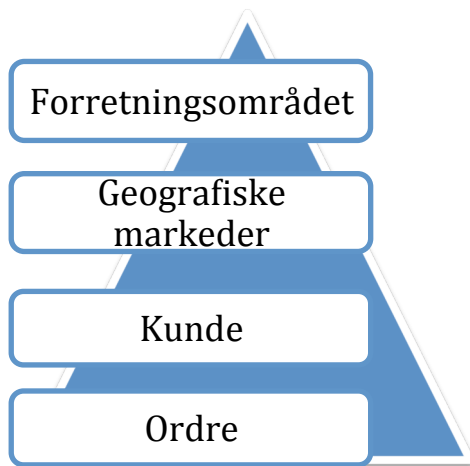 Forretningsområdet
Geografiske
markeder
Kunde
Ordre